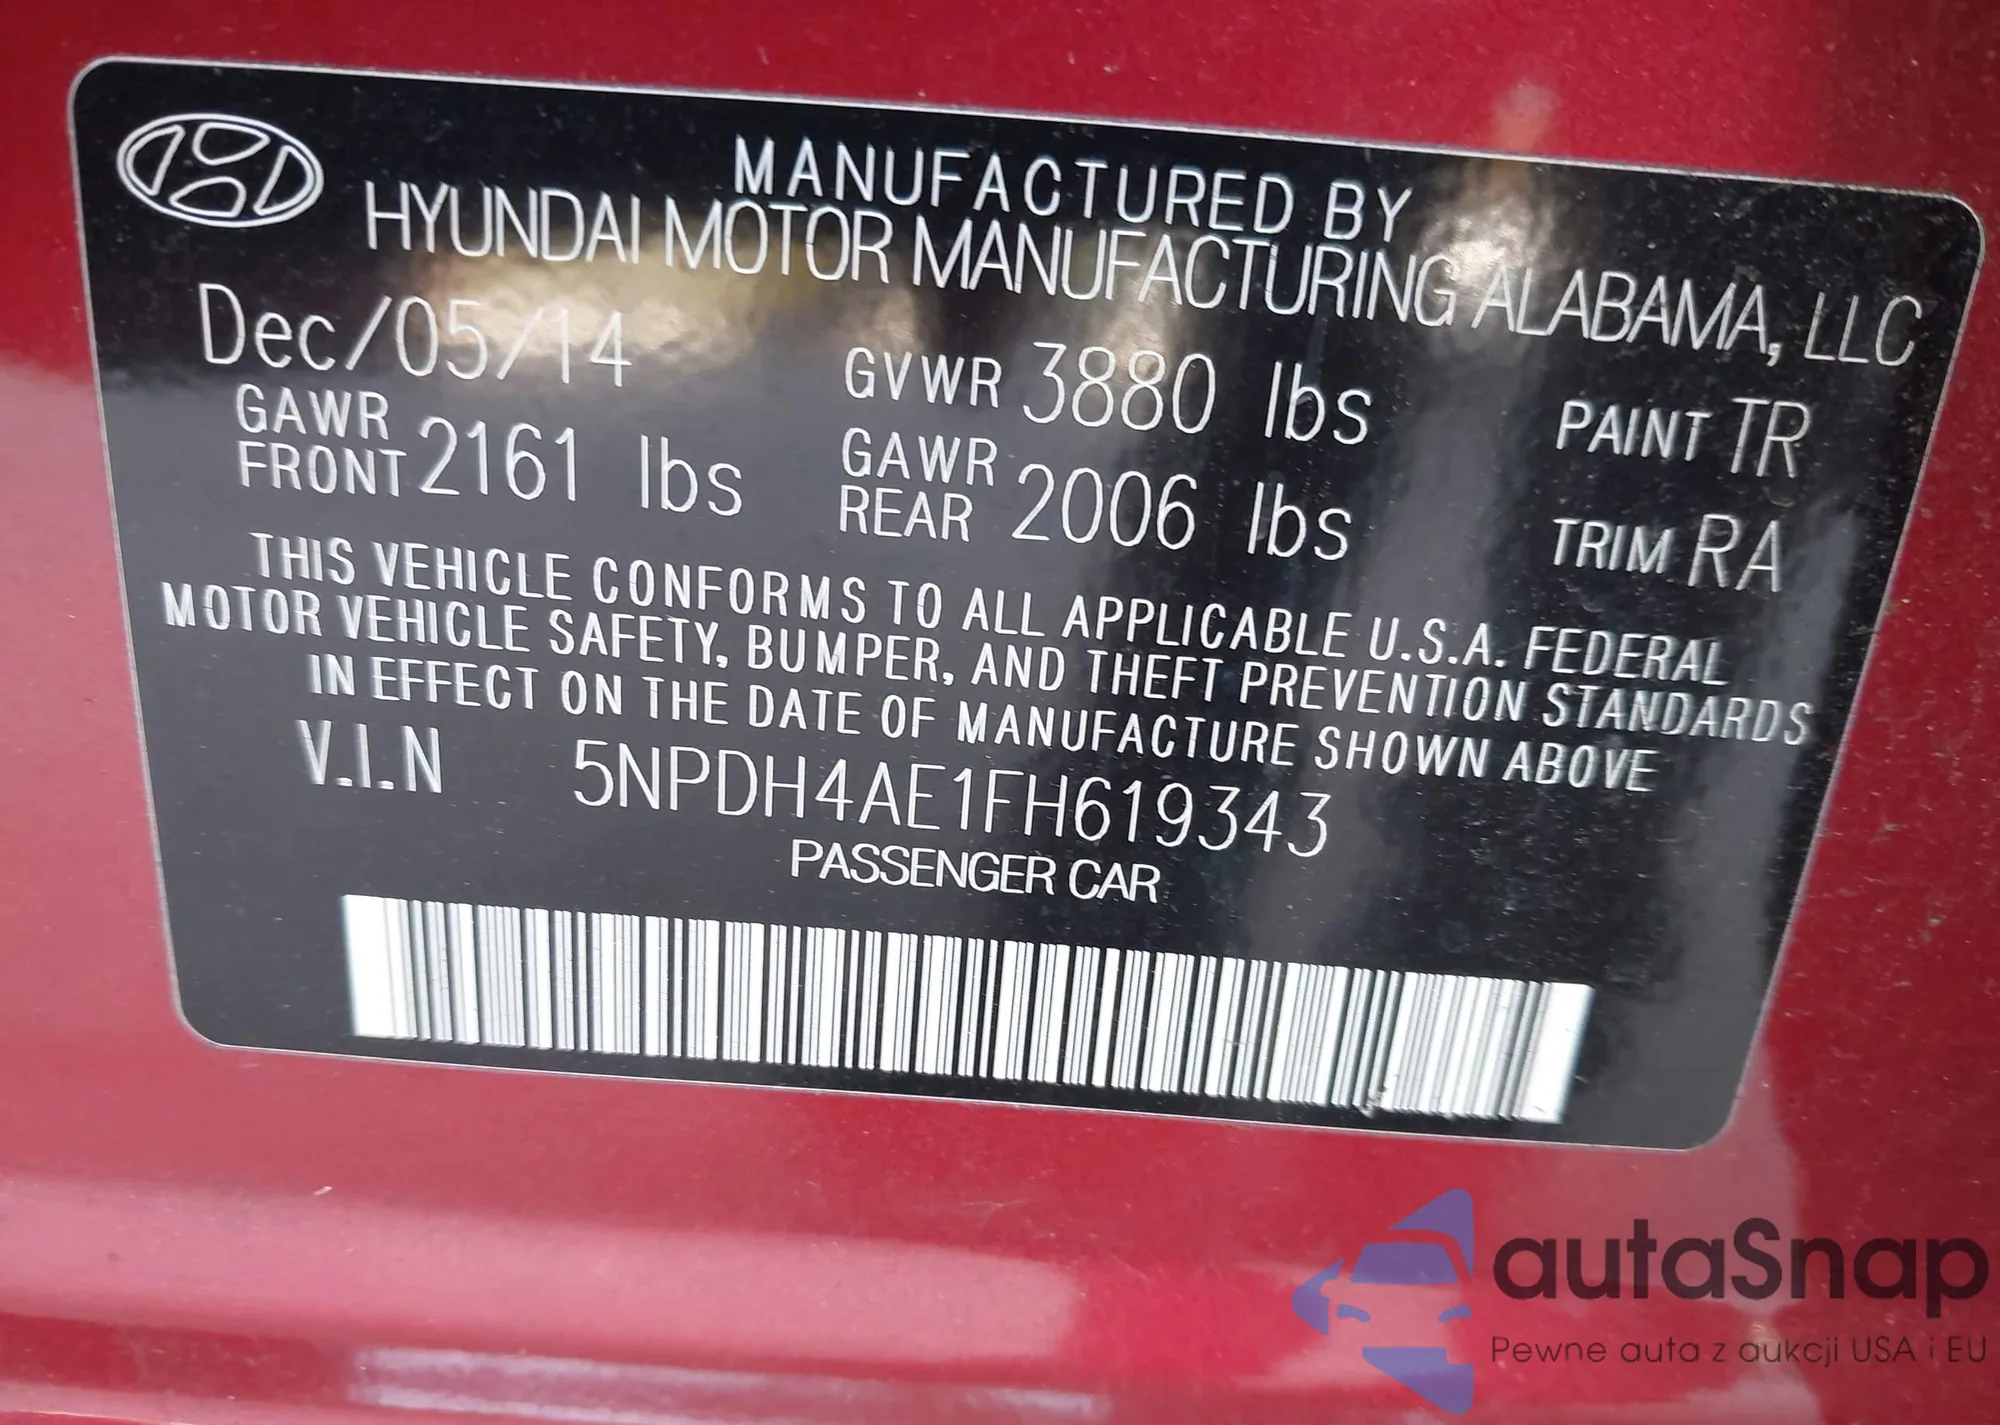 MANUFACTURED BY
HYUNDAI MOTOR MANUFACTURING ALABAMA, LLC
Dec/05/14 GVWR 3880 lbs PAINT TR
GAWR FRONT 2161 lbs GAWR REAR 2006 lbs TRIM RA
THIS VEHICLE CONFORMS TO ALL APPLICABLE U.S.A. FEDERAL
MOTOR VEHICLE SAFETY, BUMPER, AND THEFT PREVENTION STANDARDS
IN EFFECT ON THE DATE OF MANUFACTURE SHOWN ABOVE
V.I.N 5NPDH4AE1FH619343
PASSENGER CAR
autaSnap
Pewne auta z aukcji USA i EU